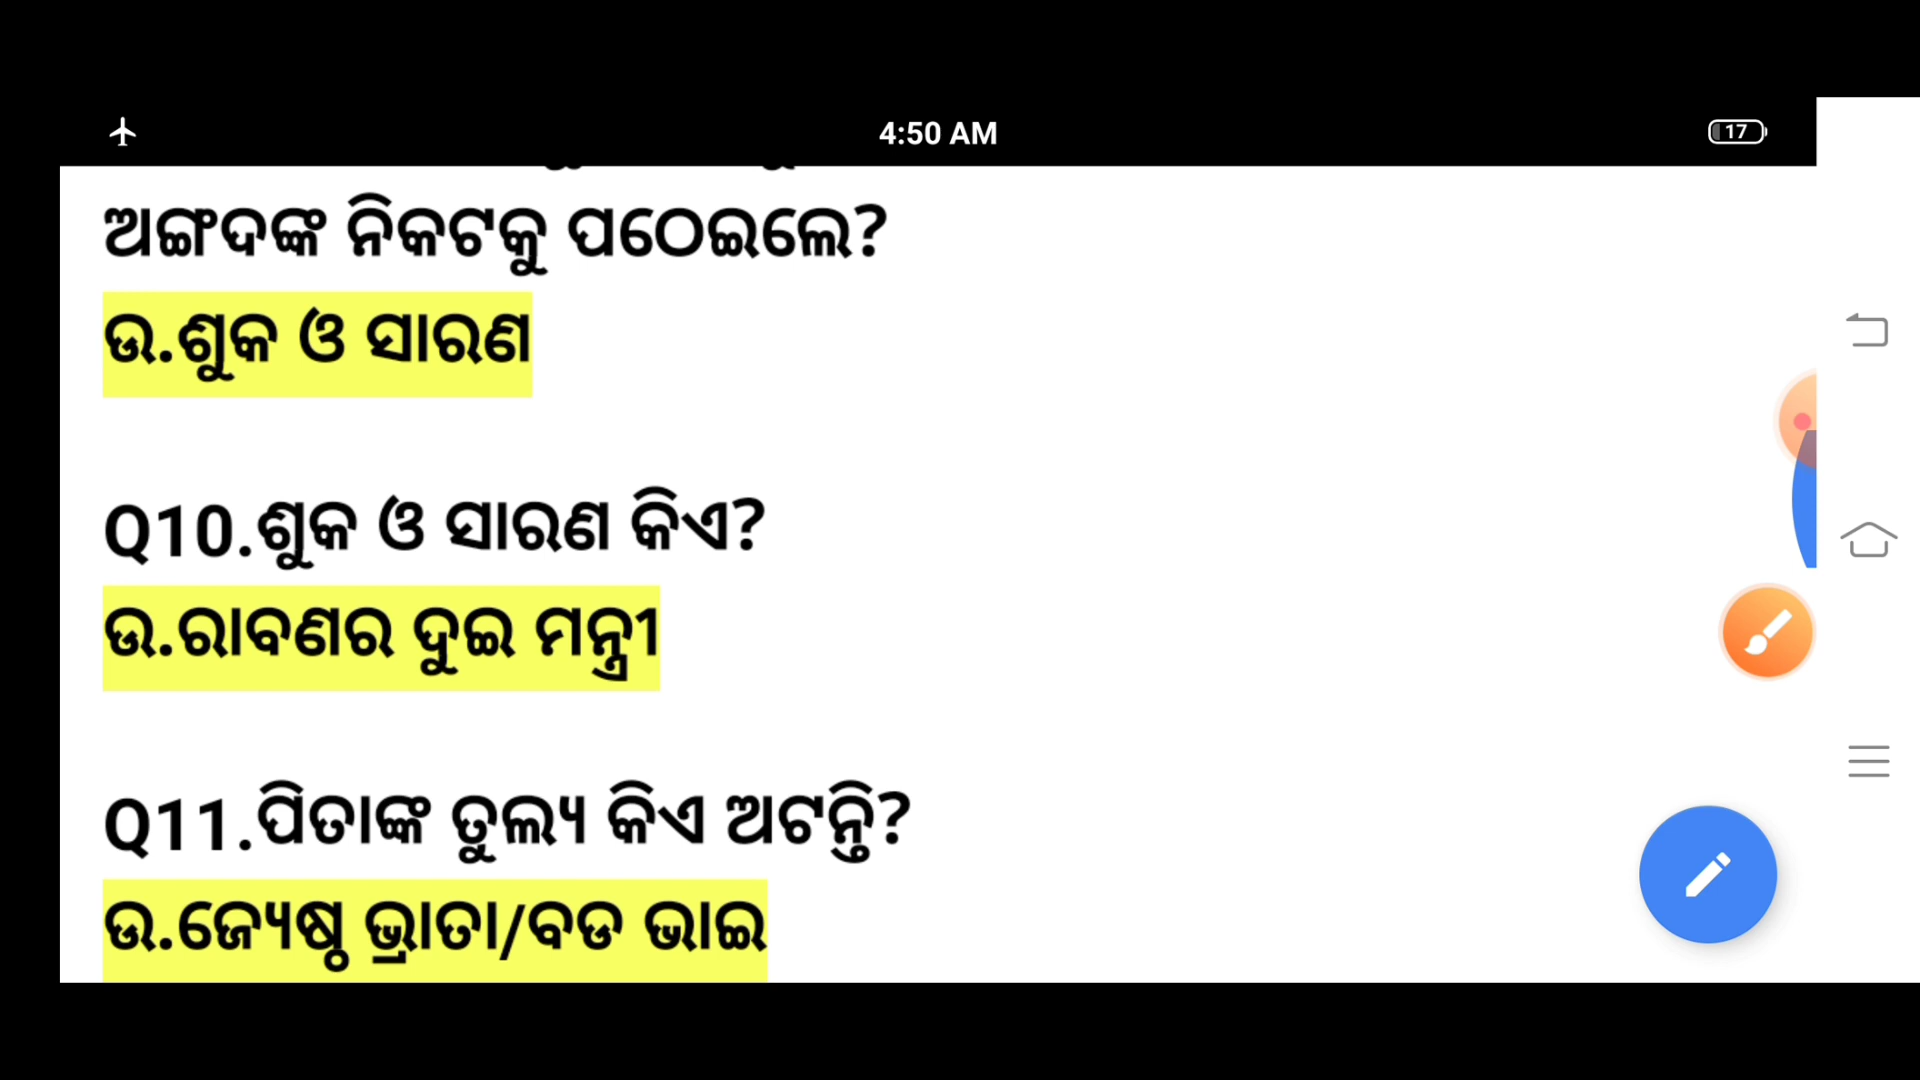 4:50 AM
17
ଅଙ୍ଗଦଙ୍କ ନିକଟକୁ ପଠେଇଲେ?
ଉ.ଶୁକ ଓ ସାରଣ
Q10.ଶୁକ ଓ ସାରଣ କିଏ?
ଉ.ରାବଣର ଦୁଇ ମନ୍ତ୍ରୀ
Q11.ପିତାଙ୍କ ତୁଲ୍ୟ କିଏ ଅଟନ୍ତି?
ଉ.ଜ୍ୟେଷ୍ଠ ଭ୍ରାତା/ବଡ ଭାଇ